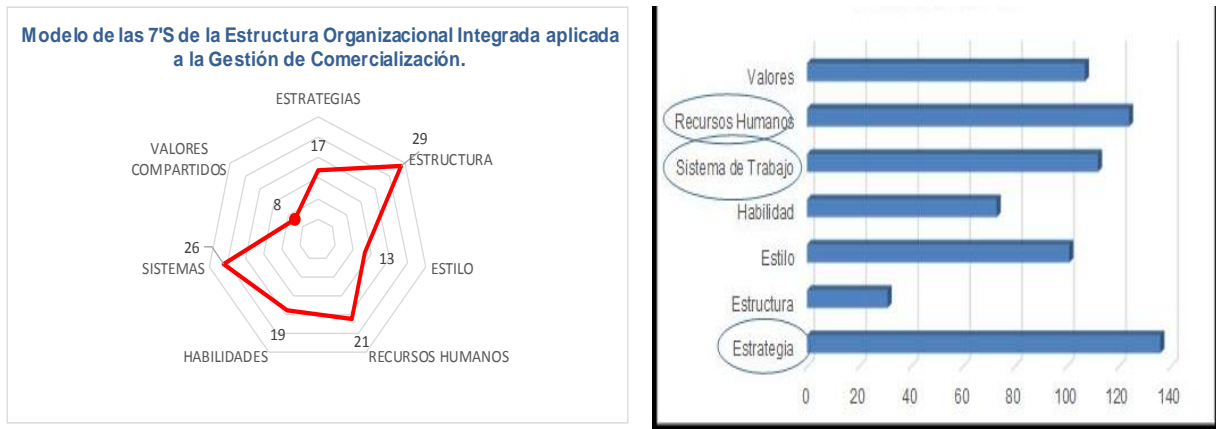 Modelo de las 7'S de la Estructura Organizacional Integrada aplicada
a la Gestión de Comercialización.
ESTRATEGIAS
17
29
ESTRUCTURA
VALORES
COMPARTIDOS
8
26
SISTEMAS
13
ESTILO
19
HABILIDADES
21
RECURSOS HUMANOS
Valores
Recursos Humanos
Sistema de Trabajo
Habilidad
Estilo
Estructura
Estrategia
0 20 40 60 80 100 120 140